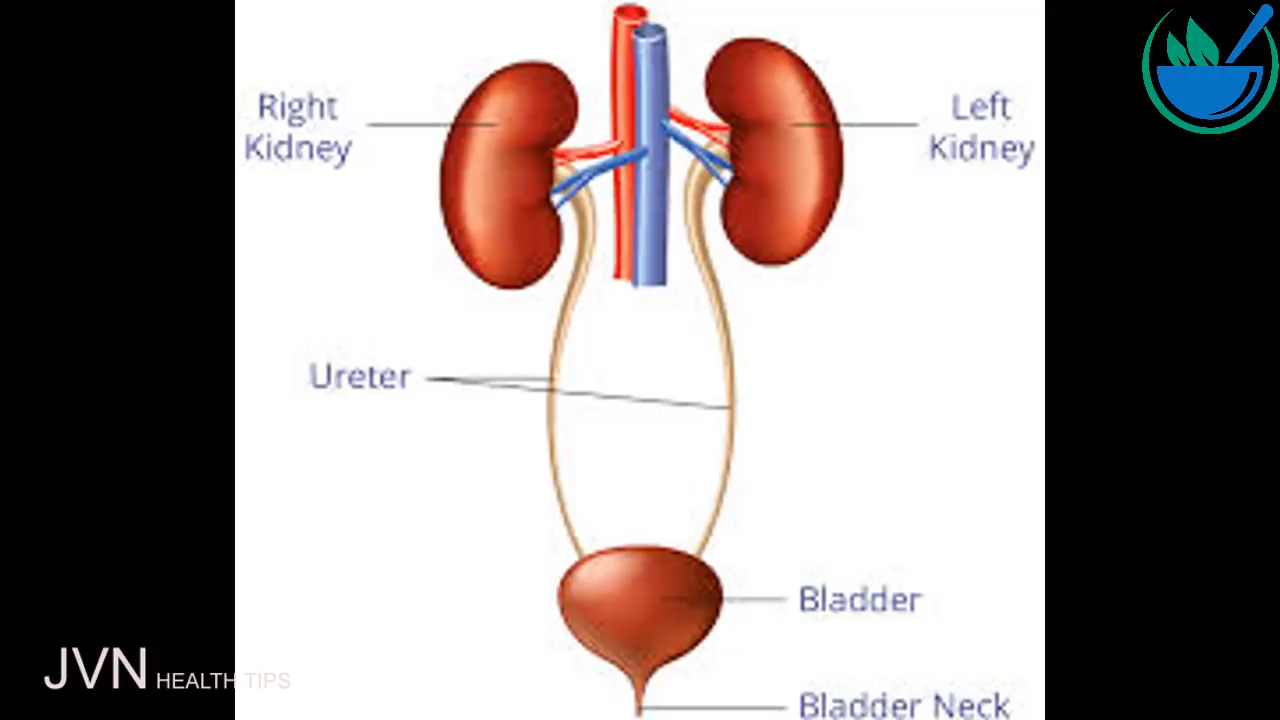 Right
Kidney
Left
Kidney
Ureter
Bladder
Bladder Neck
JVN HEALTH TIPS